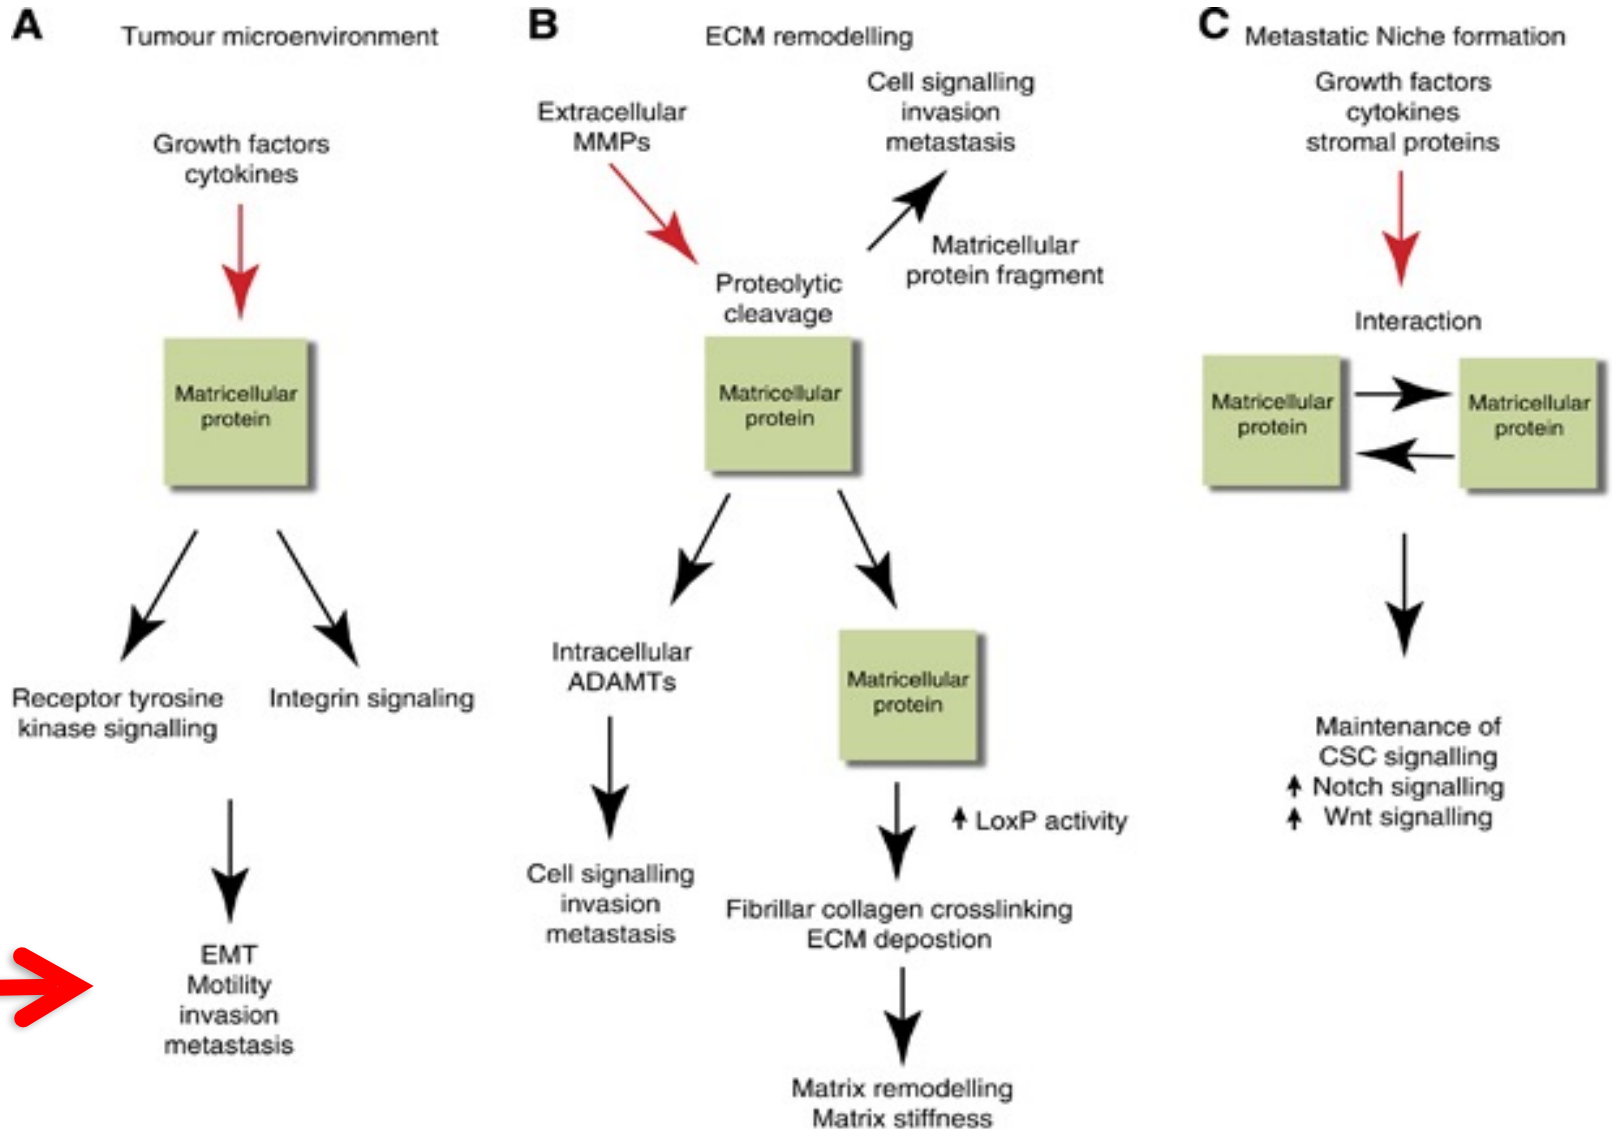 A
Tumour microenvironment
Growth factors
cytokines
Matricellular
protein
Receptor tyrosine
kinase signalling
Integrin signaling
EMT
Motility
invasion
metastasis
B
ECM remodelling
Extracellular
MMPs
Cell signalling
invasion
metastasis
Matricellular
protein fragment
Proteolytic
cleavage
Matricellular
protein
Intracellular
ADAMTs
Cell signalling
invasion
metastasis
Matricellular
protein
LoxP activity
Fibrillar collagen crosslinking
ECM depostion
Matrix remodelling
Matrix stiffness
C
Metastatic Niche formation
Growth factors
cytokines
stromal proteins
Interaction
Matricellular
protein
Matricellular
protein
Maintenance of
CSC signalling
Notch signalling
Wnt signalling